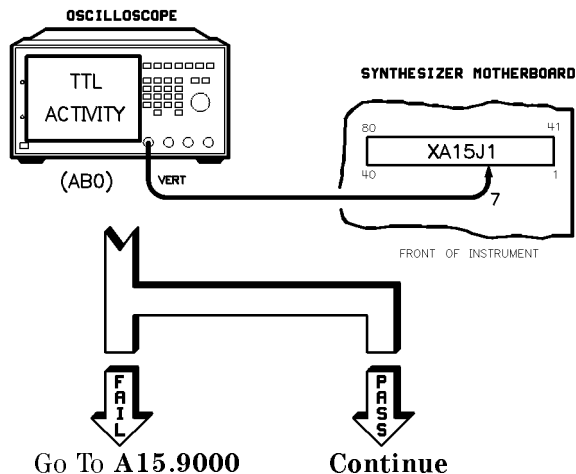 OSCILLOSCOPE
TTL
ACTIVITY
(AB0)
VERT
SYNTHESIZER MOTHERBOARD
80 41
XA15J1
40 1
7
FRONT OF INSTRUMENT
FAIL
PASS
Go To A15.9000
Continue